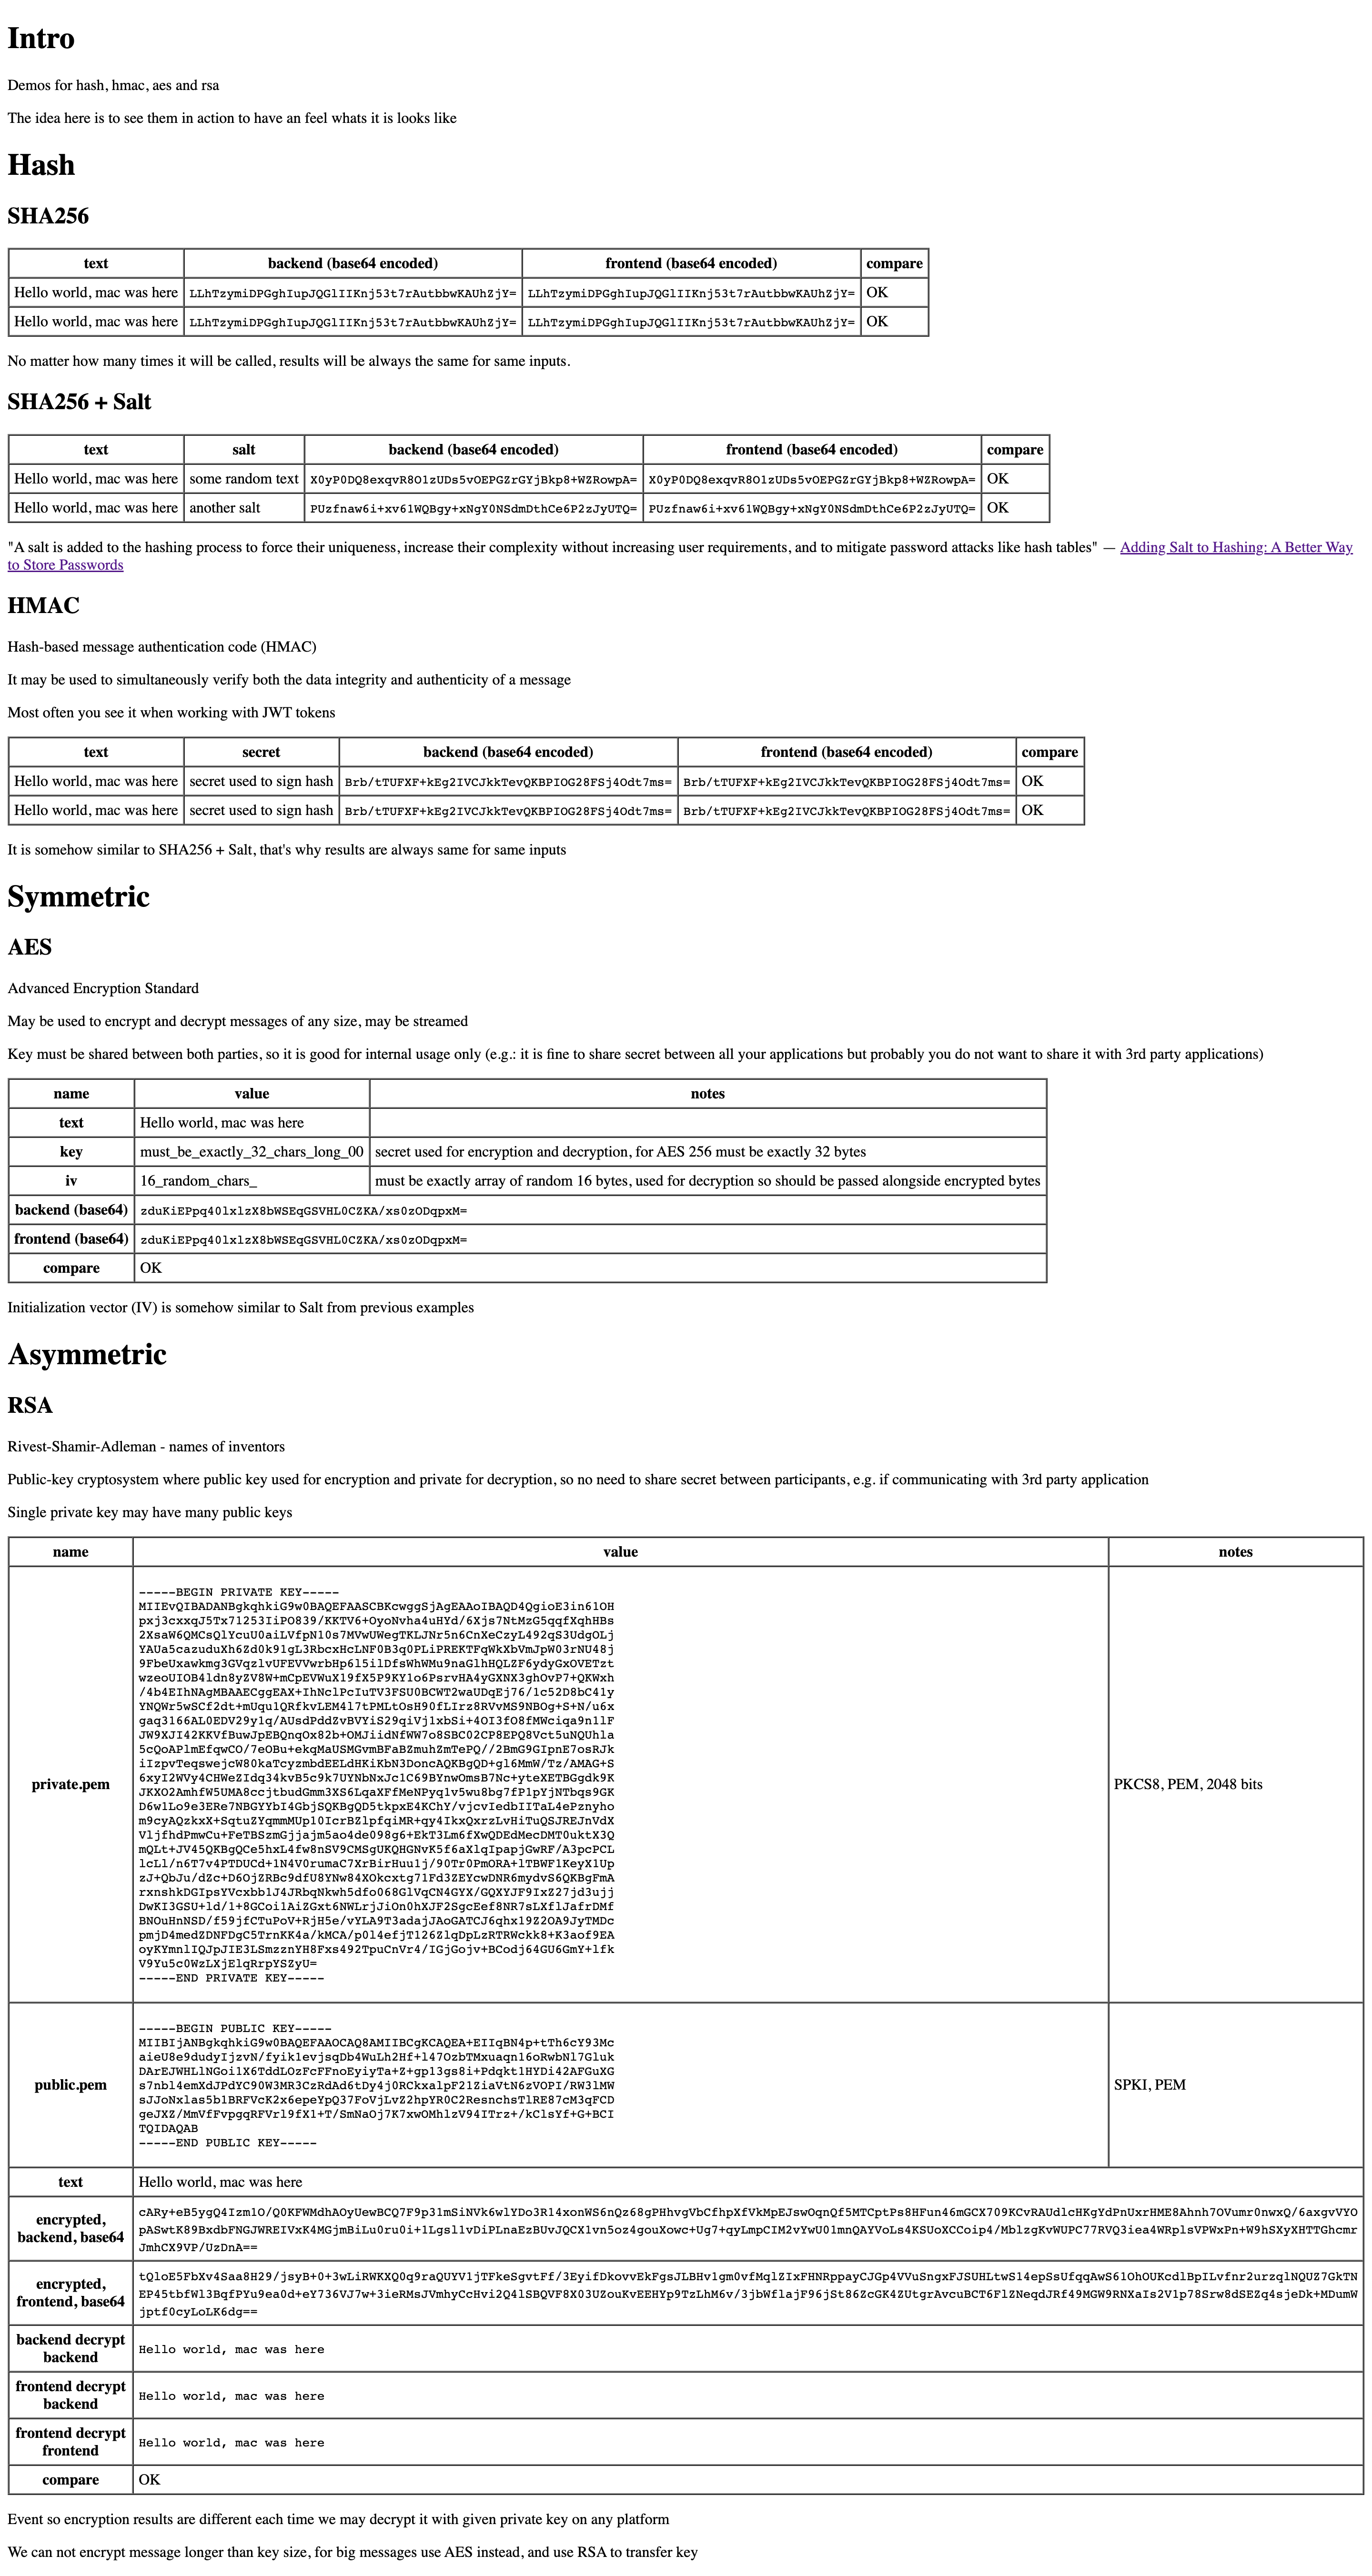 Intro
Demos for hash, hmac, aes and rsa
The idea here is to see them in action to have an feel whats it is looks like
Hash
SHA256
text backend (base64 encoded) frontend (base64 encoded) compare
Hello world, mac was here LLhTzymiDPGghIupJQGlIIKnj53t7rAutbbwKAUhZjY= LLhTzymiDPGghIupJQGlIIKnj53t7rAutbbwKAUhZjY= OK
Hello world, mac was here LLhTzymiDPGghIupJQGlIIKnj53t7rAutbbwKAUhZjY= LLhTzymiDPGghIupJQGlIIKnj53t7rAutbbwKAUhZjY= OK
No matter how many times it will be called, results will be always the same for same inputs.
SHA256 + Salt
text salt backend (base64 encoded) frontend (base64 encoded) compare
Hello world, mac was here some random text X0yP0DQ8exqvR8O1zUDs5vOEPGZrGYjBkp8+WZRowpA= X0yP0DQ8exqvR8O1zUDs5vOEPGZrGYjBkp8+WZRowpA= OK
Hello world, mac was here another salt PUzfnaw6i+xv61WQBgy+xNgY0NSdmDthCe6P2zJyUTQ= PUzfnaw6i+xv61WQBgy+xNgY0NSdmDthCe6P2zJyUTQ= OK
"A salt is added to the hashing process to force their uniqueness, increase their complexity without increasing user requirements, and to mitigate password attacks like hash tables" — Adding Salt to Hashing: A Better Way
to Store Passwords
HMAC
Hash-based message authentication code (HMAC)
It may be used to simultaneously verify both the data integrity and authenticity of a message
Most often you see it when working with JWT tokens
text secret backend (base64 encoded) frontend (base64 encoded) compare
Hello world, mac was here secret used to sign hash Brb/tTUFXF+kEg2IVCJkkTevQKBPIOG28FSj4Odt7ms= Brb/tTUFXF+kEg2IVCJkkTevQKBPIOG28FSj4Odt7ms= OK
Hello world, mac was here secret used to sign hash Brb/tTUFXF+kEg2IVCJkkTevQKBPIOG28FSj4Odt7ms= Brb/tTUFXF+kEg2IVCJkkTevQKBPIOG28FSj4Odt7ms= OK
It is somehow similar to SHA256 + Salt, that's why results are always same for same inputs
Symmetric
AES
Advanced Encryption Standard
May be used to encrypt and decrypt messages of any size, may be streamed
Key must be shared between both parties, so it is good for internal usage only (e.g.: it is fine to share secret between all your applications but probably you do not want to share it with 3rd party applications)
name value notes
text Hello world, mac was here
key must_be_exactly_32_chars_long_00 secret used for encryption and decryption, for AES 256 must be exactly 32 bytes
iv 16_random_chars_ must be exactly array of random 16 bytes, used for decryption so should be passed alongside encrypted bytes
backend (base64) zduKiEPpq40lxlzX8bWSEqGSVHL0CZKA/xs0zODqpxM=
frontend (base64) zduKiEPpq40lxlzX8bWSEqGSVHL0CZKA/xs0zODqpxM=
compare OK
Initialization vector (IV) is somehow similar to Salt from previous examples
Asymmetric
RSA
Rivest-Shamir-Adleman - names of inventors
Public-key cryptosystem where public key used for encryption and private for decryption, so no need to share secret between participants, e.g. if communicating with 3rd party application
Single private key may have many public keys
name value notes
-----BEGIN PRIVATE KEY-----
MIIEvQIBADANBgkqhkiG9w0BAQEFAASCBKcwggSjAgEAAoIBAQD4QgioE3in61OH
pxj3cxxqJ5Tx71253IiPO839/KKTV6+OyoNvha4uHYd/6Xjs7NtMzG5qqfXqhHBs
2XsaW6QMCsQlYcuU0aiLVfpN10s7MVwUWegTKLJNr5n6CnXeCzyL492qS3UdgOLj
YAUa5cazuduXh6Zd0k91gL3RbcxHcLNF0B3q0PLiPREKTFqWkXbVmJpW03rNU48j
9FbeUxawkmg3GVqzlvUFEVVwrbHp6l5ilDfsWhWMu9naGlhHQLZF6ydyGxOVETzt
wzeoUIOB4ldn8yZV8W+mCpEVWuX19fX5P9KY1o6PsrvHA4yGXNX3ghOvP7+QKWxh
/4b4EIhNAgMBAAECggEAX+IhNclPcIuTV3FSU0BCWT2waUDqEj76/1c52D8bC41y
YNQWr5wSCf2dt+mUqu1QRfkvLEM4l7tPMLtOsH90fLIrz8RVvMS9NBOg+S+N/u6x
gaq3166AL0EDV29y1q/AUsdPddZvBVYiS29qiVj1xbSi+4OI3fO8fMWciqa9n1lF
JW9XJI42KKVfBuwJpEBQnqOx82b+OMJiidNfWW7o8SBC02CP8EPQ8Vct5uNQUhla
5cQoAPlmEfqwCO/7eOBu+ekqMaUSMGvmBFaBZmuhZmTePQ//2BmG9GIpnE7osRJk
iIzpvTeqswejcW80kaTcyzmbdEELdHKiKbN3DoncAQKBgQD+gl6MmW/Tz/AMAG+S
6xyI2WVy4CHWeZIdq34kvB5c9k7UYNbNxJc1C69BYnwOmsB7Nc+yteXETBGgdk9K
JKXO2AmhfW5UMA8ccjtbudGmm3XS6LqaXFfMeNPyqlv5wu8bg7fP1pYjNTbqs9GK
D6w1Lo9e3ERe7NBGYYbI4GbjSQKBgQD5tkpxE4KChY/vjcvIedbIITaL4ePznyho
m9cyAQzkxX+SqtuZYqmmMUp10IcrBZlpfqiMR+qy4IkxQxrzLvHiTuQSJREJnVdX
VljfhdPmwCu+FeTBSzmGjjajm5ao4de098g6+EkT3Lm6fXwQDEdMecDMT0uktX3Q
mQLt+JV45QKBgQCe5hxL4fw8nSV9CMSgUKQHGNvK5f6aXlqIpapjGwRF/A3pcPCL
lcLl/n6T7v4PTDUCd+1N4V0rumaC7XrBirHuu1j/90Tr0PmORA+lTBWF1KeyX1Up
zJ+QbJu/dZc+D6OjZRBc9dfU8YNw84XOkcxtg71Fd3ZEYcwDNR6mydvS6QKBgFmA
rxnshkDGIpsYVcxbb1J4JRbqNkwh5dfo068GlVqCN4GYX/GQXYJF9IxZ27jd3ujj
DwKI3GSU+ld/1+8GCoi1AiZGxt6NWLrjJiOn0hXJF2SgcEef8NR7sLXflJafrDMf
BNOuHnNSD/f59jfCTuPoV+RjH5e/vYLA9T3adajJAoGATCJ6qhx19Z2OA9JyTMDc
pmjD4medZDNFDgC5TrnKK4a/kMCA/p0l4efjT126ZlqDpLzRTRWckk8+K3aof9EA
oyKYmnlIQJpJIE3LSmzznYH8Fxs492TpuCnVr4/IGjGojv+BCodj64GU6GmY+lfk
V9Yu5c0WzLXjElqRrpYSZyU=
-----END PRIVATE KEY-----
private.pem PKCS8, PEM, 2048 bits
-----BEGIN PUBLIC KEY-----
MIIBIjANBgkqhkiG9w0BAQEFAAOCAQ8AMIIBCgKCAQEA+EIIqBN4p+tTh6cY93Mc
aieU8e9dudyIjzvN/fyik1evjsqDb4WuLh2Hf+l47OzbTMxuaqn16oRwbNl7Gluk
DArEJWHLlNGoi1X6TddLOzFcFFnoEyiyTa+Z+gp13gs8i+Pdqkt1HYDi42AFGuXG
s7nbl4emXdJPdYC90W3MR3CzRdAd6tDy4j0RCkxalpF21ZiaVtN6zVOPI/RW3lMW
sJJoNxlas5b1BRFVcK2x6epeYpQ37FoVjLvZ2hpYR0C2ResnchsTlRE87cM3qFCD
geJXZ/MmVfFvpgqRFVrl9fX1+T/SmNaOj7K7xwOMhlzV94ITrz+/kClsYf+G+BCI
TQIDAQAB
-----END PUBLIC KEY-----
public.pem SPKI, PEM
text Hello world, mac was here
encrypted, backend, base64 cARy+eB5ygQ4Izm1O/Q0KFWMdhAOyUewBCQ7F9p31mSiNVk6wlYDo3R14xonWS6nQz68gPHhvgVbCfhpXfVkMpEJswOqnQf5MTCptPs8HFun46mGCX709KCvRAUdlcHKgYdPnUxrHME8Ahnh7OVumr0nwxQ/6axgvVYO
pASwtK89BxdbFNGJWREIVxK4MGjmBiLu0ru0i+1Lgsl1vDiPLnaEzBUvJQCX1vn5oz4gouXowc+Ug7+qyLmpCIM2vYwU01mnQAYVoLs4KSUoXCCoip4/MblzgKvWUPC77RVQ3iea4WRplsVPWxPn+W9hSXyXHTTGhcmr
JmhCX9VP/UzDnA==
encrypted, frontend, base64 tQloE5FbXv4Saa8H29/jsyB+0+3wLiRWKXQ0q9raQUYV1jTFkeSgvtFf/3EyifDkovvEkFgsJLBHv1gm0vfMqlZIxFHNRppayCJGp4VVuSngxFJSUHLtwS14epSsUfqqAwS61OhOUKcdlBpILvfnr2urzqlNQUZ7GkTN
EP45tbfWl3BqfPYu9ea0d+eY736VJ7w+3ieRMsJVmhyCcHvi2Q4lSBQVF8X03UZouKvEEHYp9TzLhM6v/3jbWflajF96jSt86ZcGK4ZUtgrAvcuBCT6FlZNeqdJRf49MGW9RNXaIs2Vlp78Srw8dSEZq4sjeDk+MDumW
jptf0cyLoLK6dg==
backend decrypt backend Hello world, mac was here
frontend decrypt backend Hello world, mac was here
frontend decrypt frontend Hello world, mac was here
compare OK
Event so encryption results are different each time we may decrypt it with given private key on any platform
We can not encrypt message longer than key size, for big messages use AES instead, and use RSA to transfer key